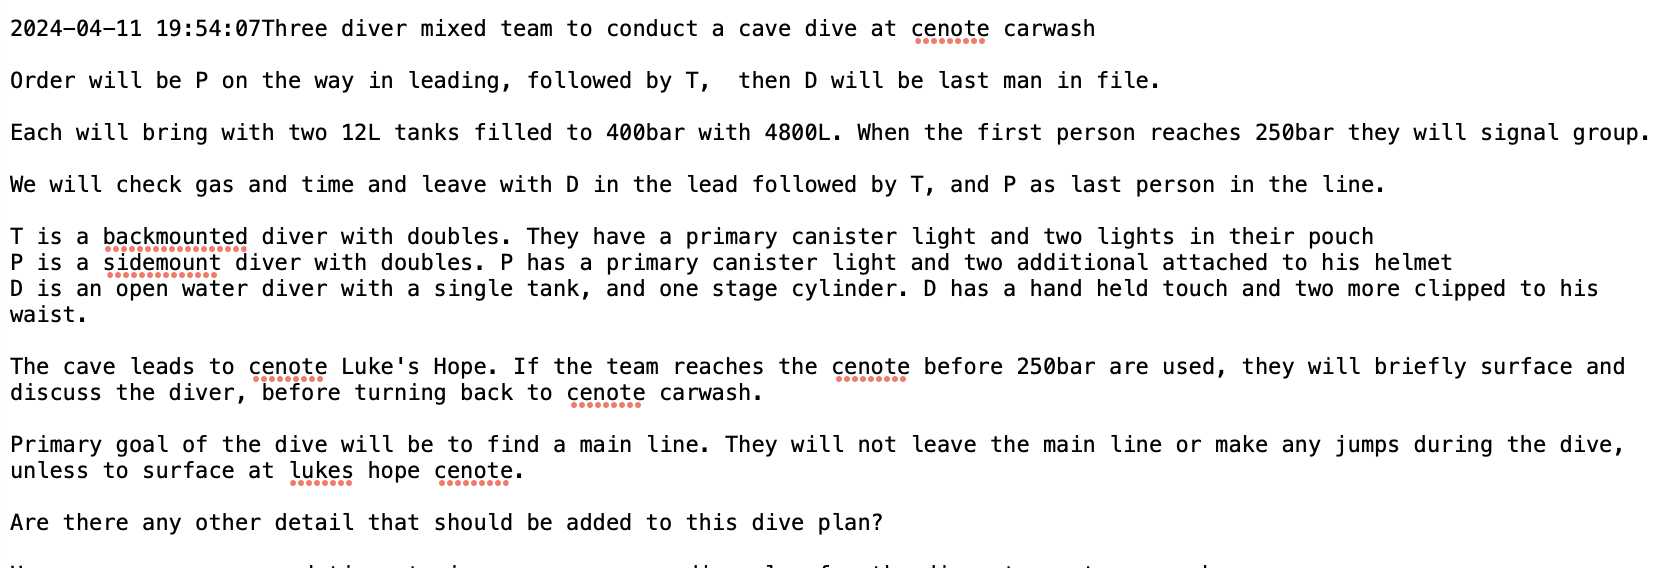 2024-04-11 19:54:07Three diver mixed team to conduct a cave dive at cenote carwash
Order will be P on the way in leading, followed by T,  then D will be last man in file.
Each will bring with two 12L tanks filled to 400bar with 4800L. When the first person reaches 250bar they will signal group.
We will check gas and time and leave with D in the lead followed by T, and P as last person in the line.
T is a backmounted diver with doubles. They have a primary canister light and two lights in their pouch
P is a sidemount diver with doubles. P has a primary canister light and two additional attached to his helmet
D is an open water diver with a single tank, and one stage cylinder. D has a hand held touch and two more clipped to his
waist.
The cave leads to cenote Luke's Hope. If the team reaches the cenote before 250bar are used, they will briefly surface and
discuss the diver, before turning back to cenote carwash.
Primary goal of the dive will be to find a main line. They will not leave the main line or make any jumps during the dive,
unless to surface at lukes hope cenote.
Are there any other detail that should be added to this dive plan?